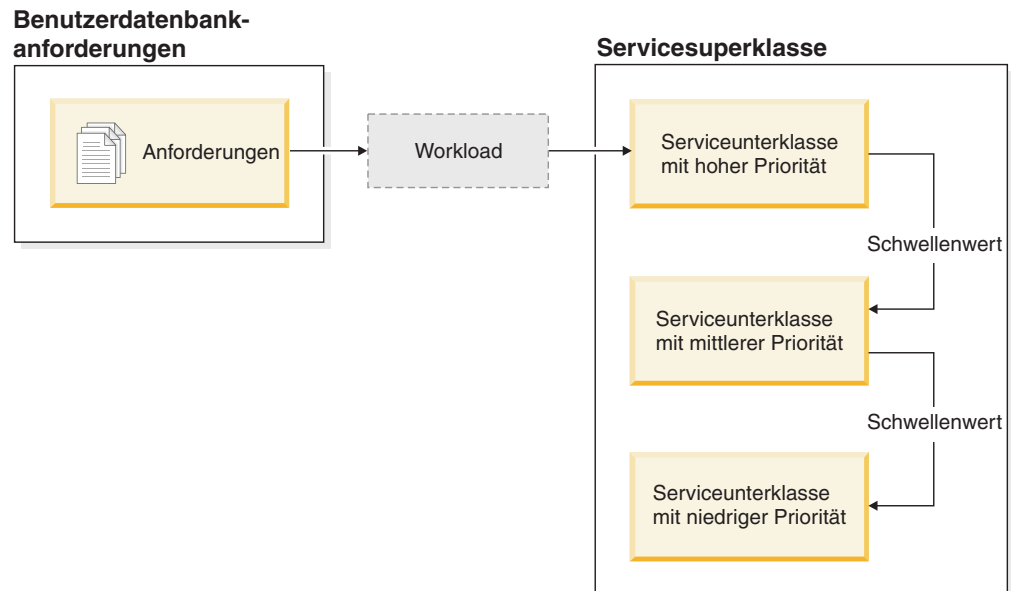 Benutzerdatenbank-
anforderungen
Servicesuperklasse
Anforderungen
Workload
Serviceunterklasse
mit hoher Priorität
Schwellenwert
Serviceunterklasse
mit mittlerer Priorität
Schwellenwert
Serviceunterklasse
mit niedriger Priorität